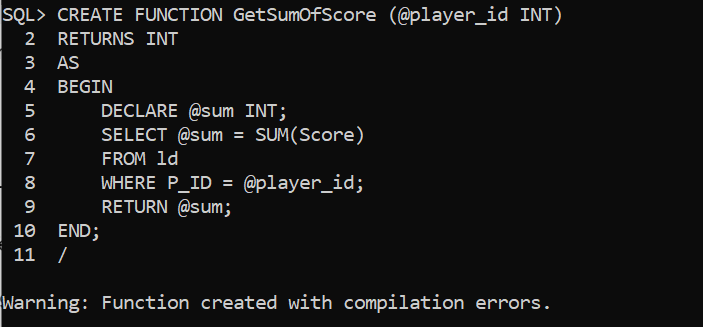 SQL> CREATE FUNCTION GetSumOfScore (@player_id INT)
  2  RETURNS INT
  3  AS
  4  BEGIN
  5      DECLARE @sum INT;
  6      SELECT @sum = SUM(Score)
  7      FROM ld
  8      WHERE P_ID = @player_id;
  9      RETURN @sum;
 10  END;
 11  /
Warning: Function created with compilation errors.